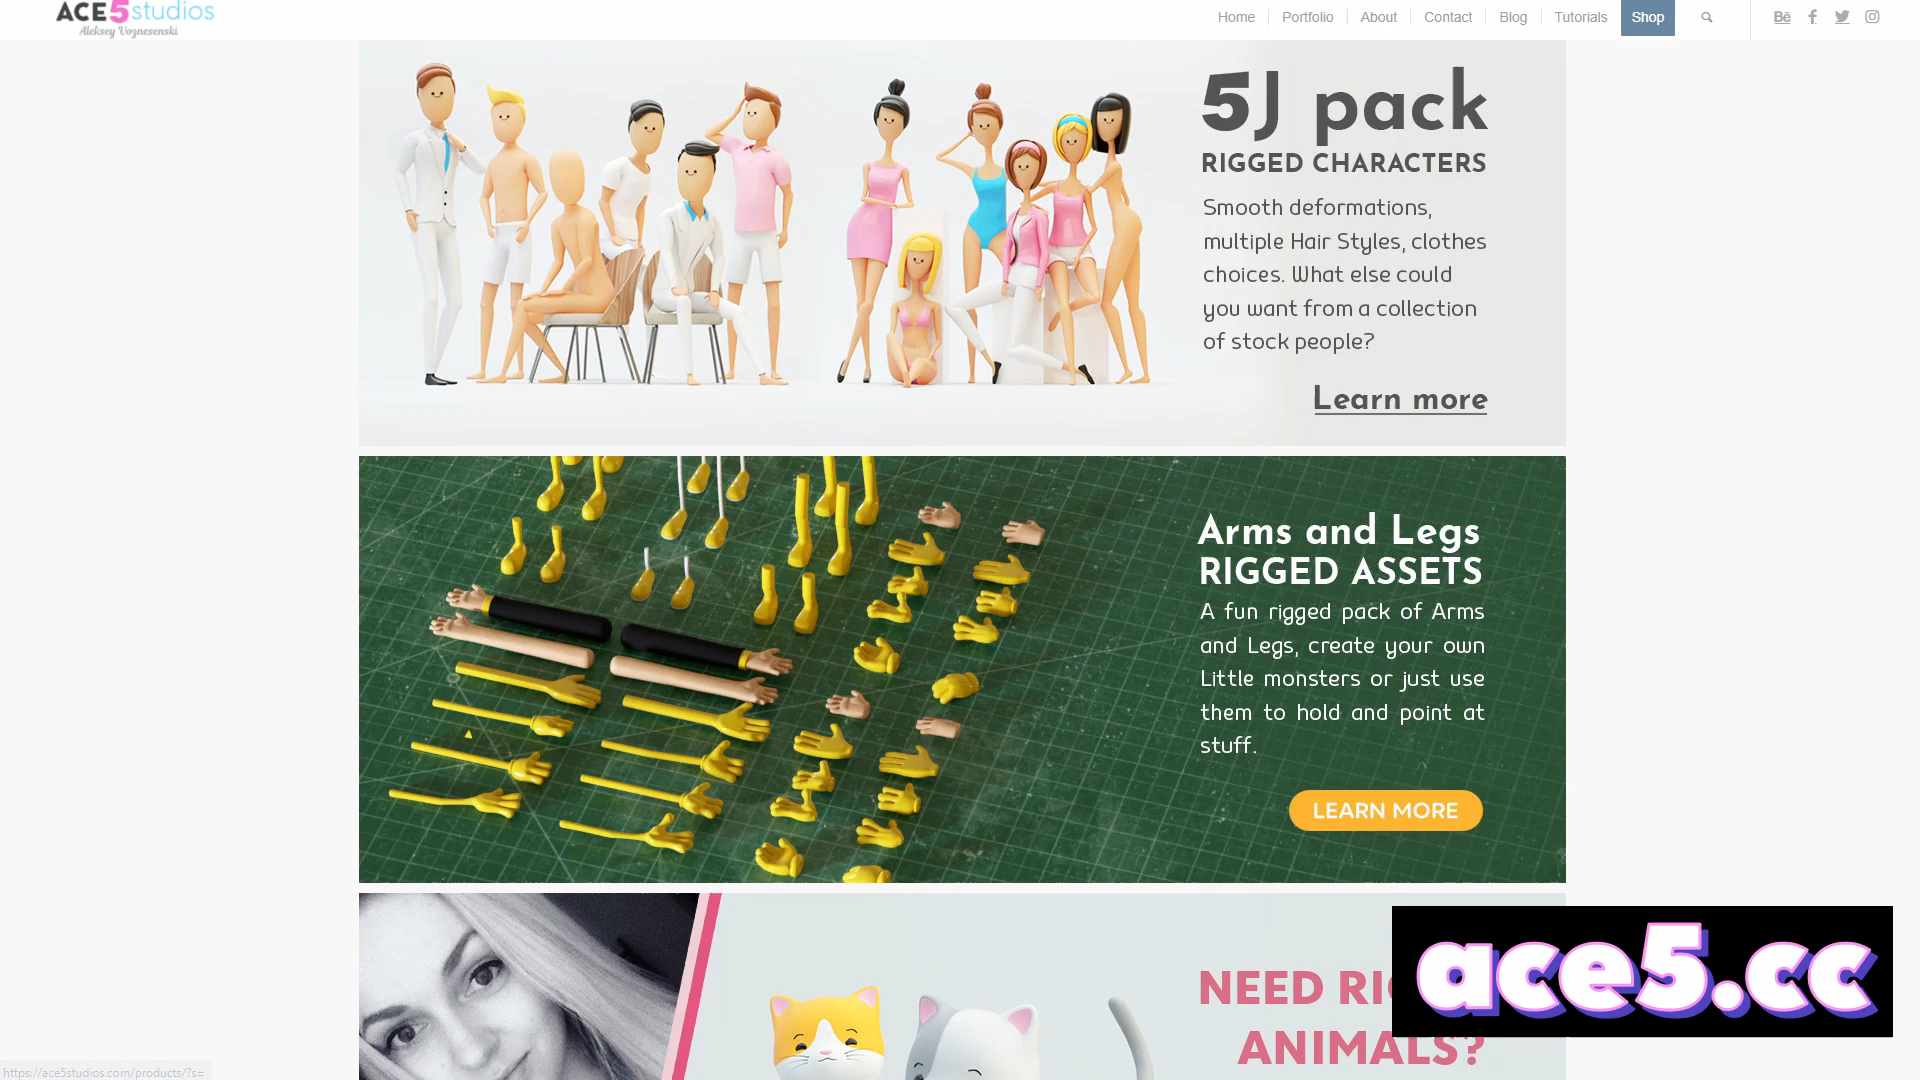 ACE5studios
Aleksey Voznesenski
Home
Portfolio
About
Contact
Blog
Tutorials
Shop
Bē
5J pack
RIGGED CHARACTERS
Smooth deformations,
multiple Hair Styles, clothes
choices. What else could
you want from a collection
of stock people?
Learn more
Arms and Legs
RIGGED ASSETS
A fun rigged pack of Arms
and Legs, create your own
Little monsters or just use
them to hold and point at
stuff.
LEARN MORE
NEED
ANIMALS?
ace5.cc
https://ace5studios.com/products/?s=